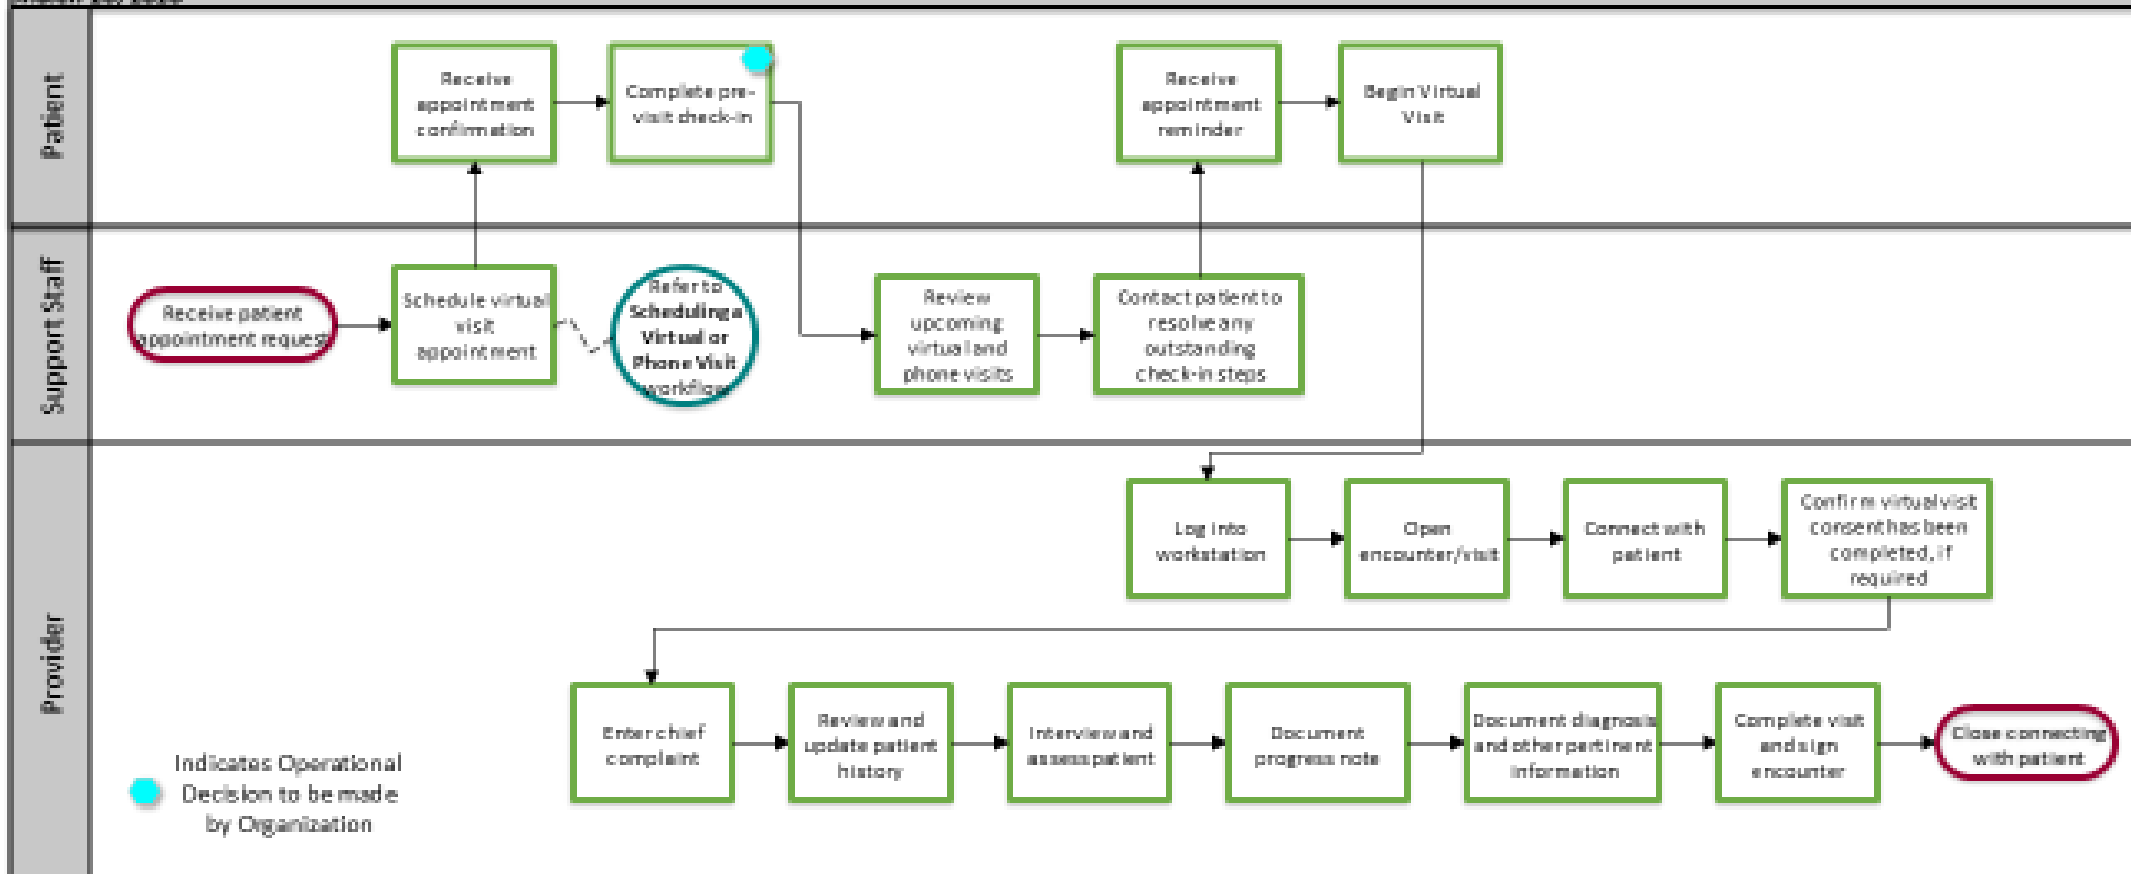 Patient
Receive
appointment
confirmation
Complete pre-
visit check-in
Receive
appointment
reminder
Begin Virtual
Visit
Support Staff
Receive patient
appointment request
Schedule virtual
visit
appointment
Refer to
Scheduling a
Virtual or
Phone Visit
workflow
Review
upcoming
virtual and
phone visits
Contact patient to
resolve any
outstanding
check-in steps
Provider
Log into
workstation
Open
encounter/visit
Connect with
patient
Confirm virtual visit
consent has been
completed, if
required
Enter chief
complaint
Review and
update patient
history
Interview and
assess patient
Document
progress note
Document diagnosis
and other pertinent
information
Complete visit
and sign
encounter
Close connecting
with patient
Indicates Operational
Decision to be made
by Organization